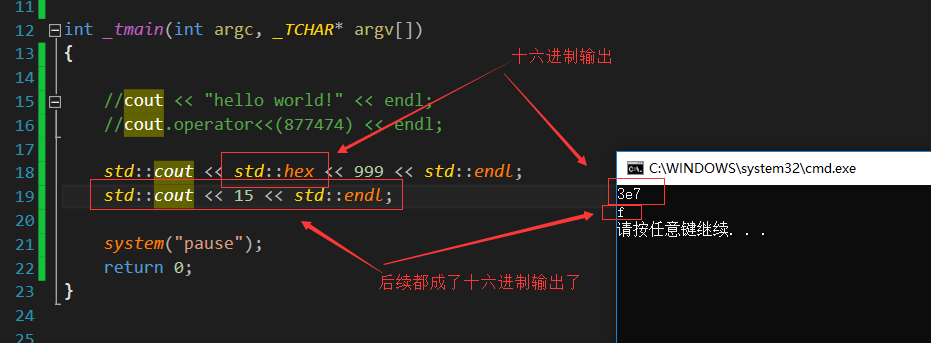 11
12 int _tmain(int argc, _TCHAR* argv[])
13 {
14
15 //cout << "hello world!" << endl;
16 //cout.operator<<(877474) << endl;
17
18 std::cout << std::hex << 999 << std::endl;
19 std::cout << 15 << std::endl;
20
21 system("pause");
22 return 0;
23 }
24
25
十六进制输出
后续都成了十六进制输出了
C:\WINDOWS\system32\cmd.exe
3e7
f
请按任意键继续. . .